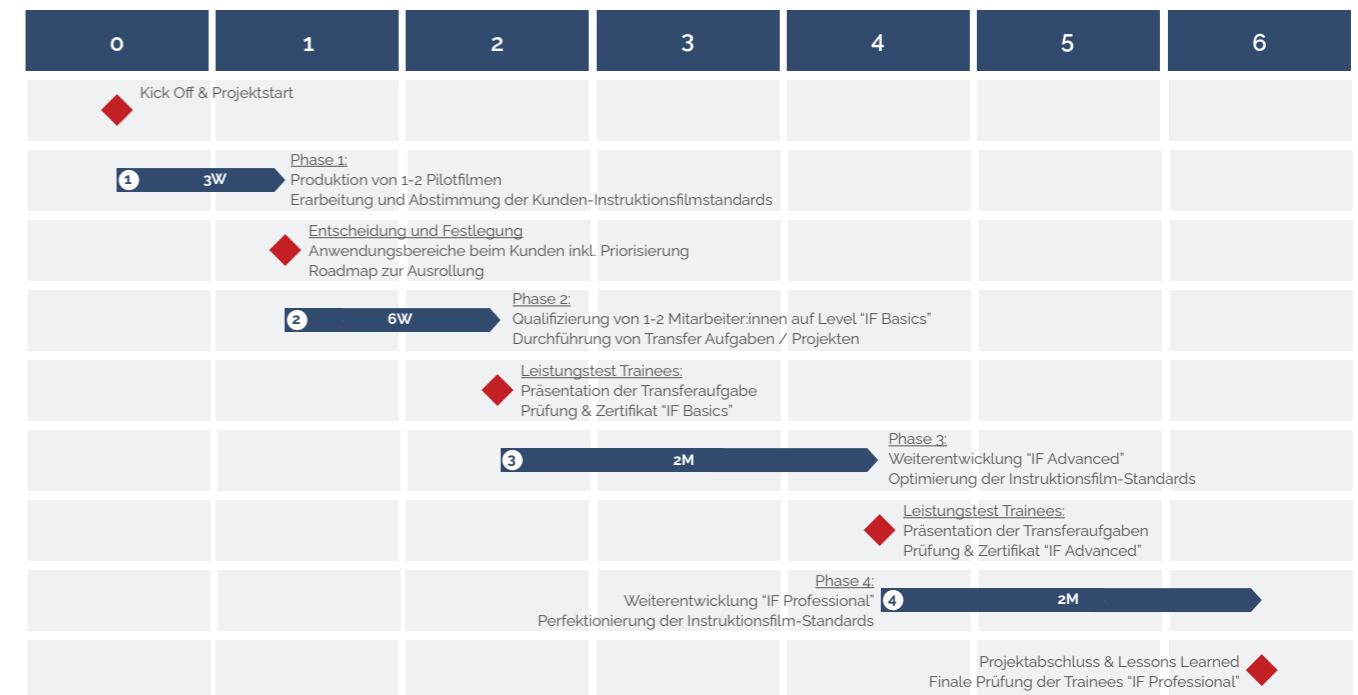 0 1 2 3 4 5 6
Kick Off & Projektstart
Phase 1:
1 3W Produktion von 1-2 Pilotfilmen
Erarbeitung und Abstimmung der Kunden-Instruktionsfilmstandards
Entscheidung und Festlegung
Anwendungsbereiche beim Kunden inkl. Priorisierung
Roadmap zur Ausrollung
Phase 2:
2 6W Qualifizierung von 1-2 Mitarbeiter:innen auf Level “IF Basics”
Durchführung von Transfer Aufgaben / Projekten
Leistungstest Trainees:
Präsentation der Transferaufgabe
Prüfung & Zertifikat “IF Basics”
Phase 3:
3 2M Weiterentwicklung “IF Advanced”
Optimierung der Instruktionsfilm-Standards
Leistungstest Trainees:
Präsentation der Transferaufgaben
Prüfung & Zertifikat “IF Advanced”
Phase 4:
Weiterentwicklung “IF Professional” 4 2M
Perfektionierung der Instruktionsfilm-Standards
Projektabschluss & Lessons Learned
Finale Prüfung der Trainees “IF Professional”